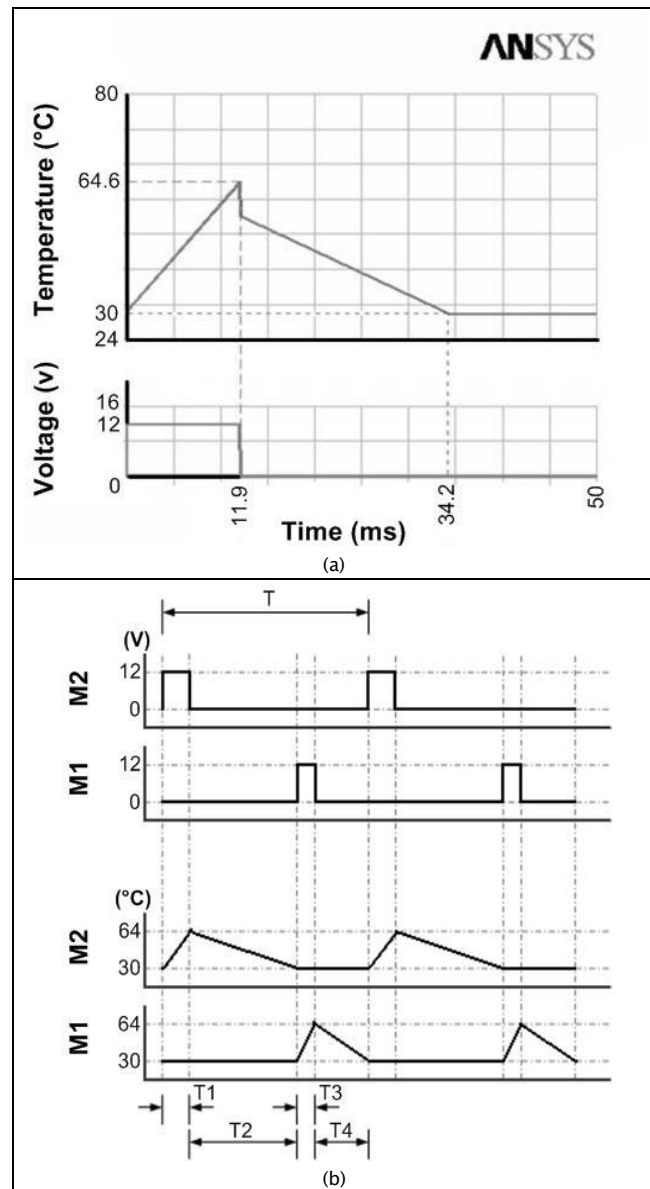 ANSYS
80
64.6
30
24
Temperature (°C)
16
12
0
Voltage (v)
11.9
34.2
50
Time (ms)
(a)
T
(V)
M2
12
0
M1
12
0
(°C)
M2
64
30
M1
64
30
T1
T3
T2
T4
(b)